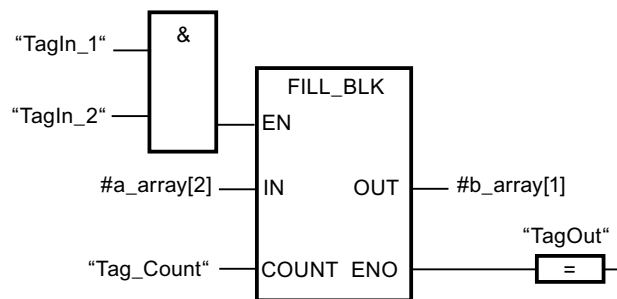 “TagIn_1“
&
“TagIn_2“
FILL_BLK
EN
#a_array[2] IN OUT #b_array[1]
“TagOut“
“Tag_Count“ COUNT ENO =